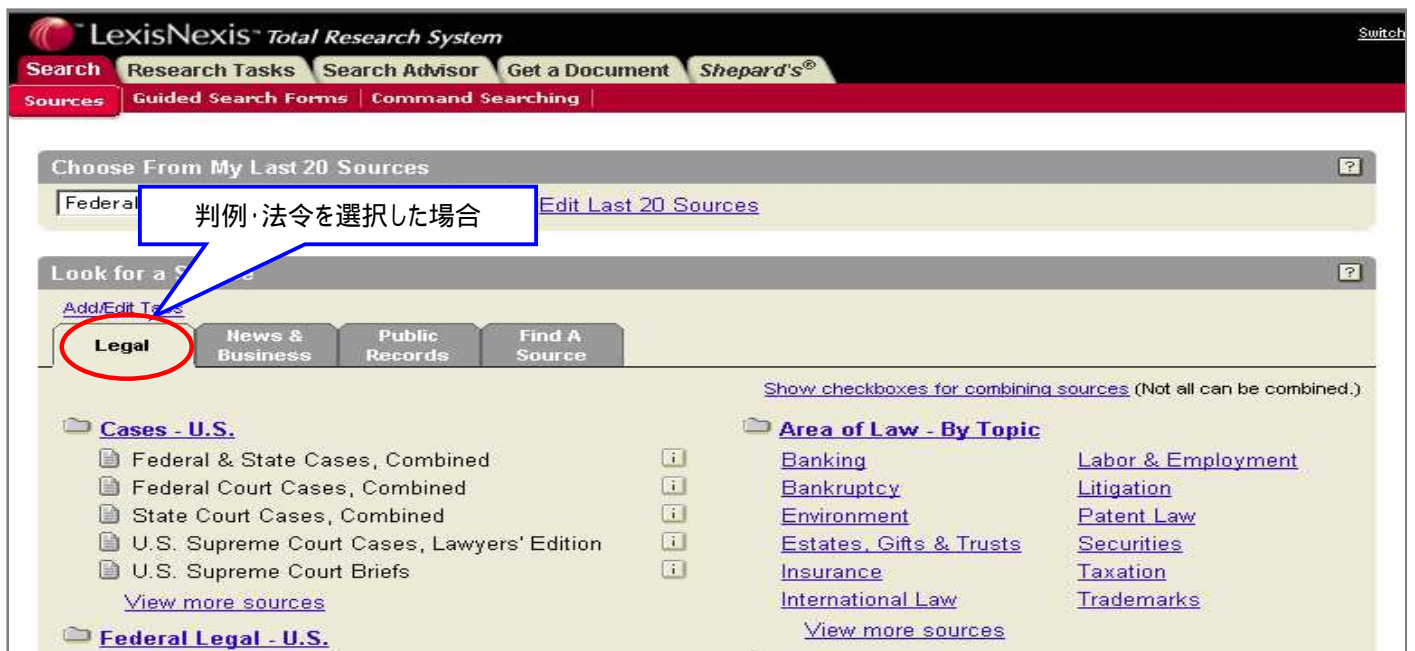 LexisNexis™ Total Research System
Switch
Search Research Tasks Search Advisor Get a Document Shepard's®
Sources Guided Search Forms | Command Searching |
Choose From My Last 20 Sources ?
Federal Edit Last 20 Sources
判例・法令を選択した場合
Look for a S
?
Add/Edit
Legal
News & Business
Public Records
Find A Source
Show checkboxes for combining sources (Not all can be combined.)
Cases - U.S.
Federal & State Cases, Combined i
Federal Court Cases, Combined i
State Court Cases, Combined i
U.S. Supreme Court Cases, Lawyers' Edition i
U.S. Supreme Court Briefs i
View more sources
Federal Legal - U.S.
Area of Law - By Topic
Banking Labor & Employment
Bankruptcy Litigation
Environment Patent Law
Estates, Gifts & Trusts Securities
Insurance Taxation
International Law Trademarks
View more sources